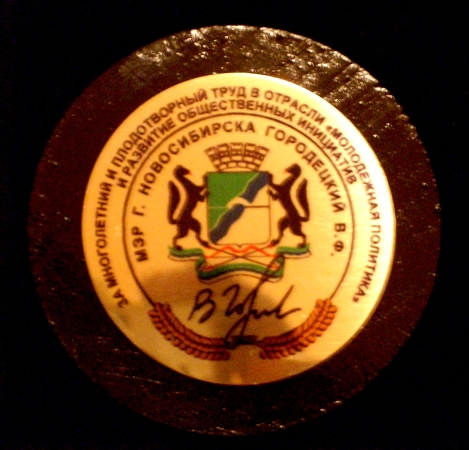 ЗА МНОГОЛЕТНИЙ И ПЛОДОТВОРНЫЙ ТРУД В ОТРАСЛИ «МОЛОДЕЖНАЯ ПОЛИТИКА»
И РАЗВИТИЕ ОБЩЕСТВЕННЫХ ИНИЦИАТИВ
МЭР Г. НОВОСИБИРСКА ГОРОДЕЦКИЙ В.Ф.